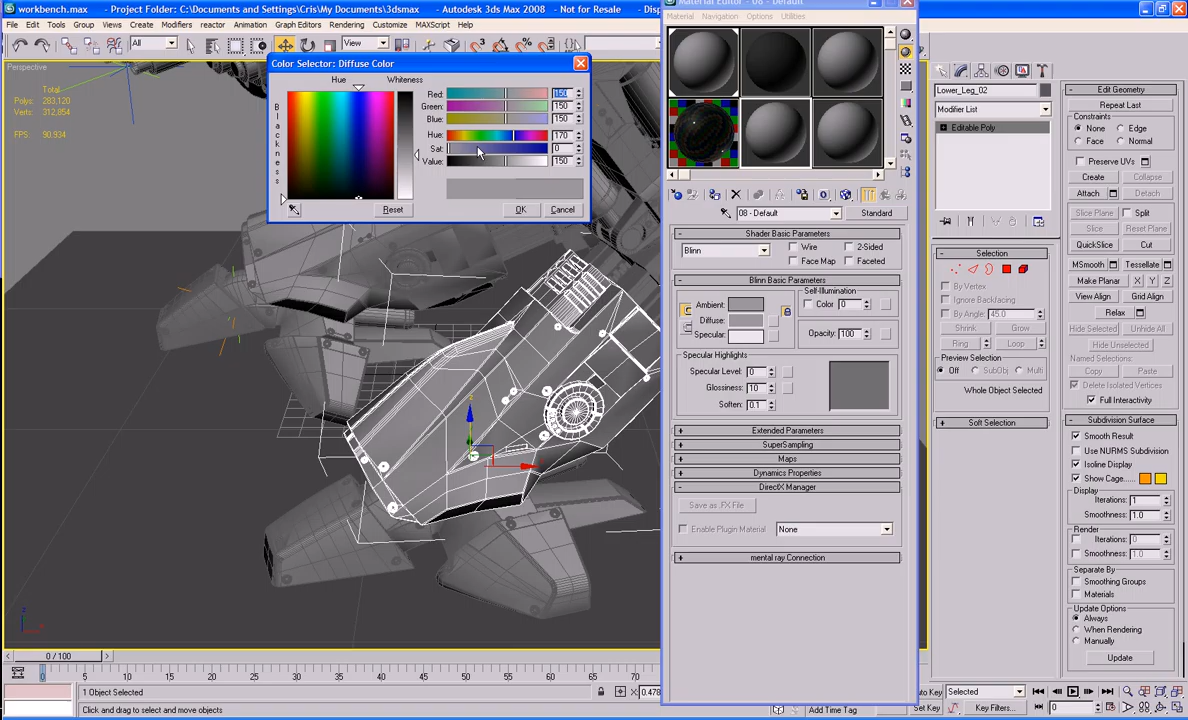 workbench.max - Project Folder: C:\Documents and Settings\Cris\My Documents\3dsmax - Autodesk 3ds Max 2008 - Not for Resale - Disp
File Edit Tools Group Views Create Modifiers reactor Animation Graph Editors Rendering Customize MAXScript Help
All View
Perspective
Total
Polys: 283,120
Verts: 312,854
FPS: 90.934
Color Selector: Diffuse Color
Hue Whiteness
Blackness
Red: 150
Green: 150
Blue: 150
Hue: 170
Sat: 0
Value: 150
Reset OK Cancel
z
Material Editor - 08 - Default
Material Navigation Options Utilities
08 - Default Standard
Shader Basic Parameters
Blinn Wire 2-Sided
Face Map Faceted
Blinn Basic Parameters
Self-Illumination
Ambient: Color 0
Diffuse:
Specular: Opacity: 100
Specular Highlights
Specular Level: 0
Glossiness: 10
Soften: 0.1
Extended Parameters
SuperSampling
Maps
Dynamics Properties
DirectX Manager
Save as .FX File
Enable Plugin Material None
mental ray Connection
Lower_Leg_02
Modifier List
Editable Poly
Selection
By Vertex
Ignore Backfacing
By Angle: 45.0
Shrink Grow
Ring Loop
Preview Selection
Off SubObj Multi
Whole Object Selected
Soft Selection
Edit Geometry
Repeat Last
Constraints
None Edge
Face Normal
Preserve UVs
Create Collapse
Attach Detach
Slice Plane Split
Slice Reset Plane
QuickSlice Cut
MSmooth Tessellate
Make Planar X Y Z
View Align Grid Align
Relax
Hide Selected Unhide All
Hide Unselected
Named Selections:
Copy Paste
Delete Isolated Vertices
Full Interactivity
Subdivision Surface
Smooth Result
Use NURMS Subdivision
Isoline Display
Show Cage......
Display
Iterations: 1
Smoothness: 1.0
Render
Iterations: 0
Smoothness: 1.0
Separate By
Smoothing Groups
Materials
Update Options
Always
When Rendering
Manually
Update
0 / 100
0 5 10 15 20 25 30 35 40 45 50 55 60 65 70
1 Object Selected X: 0.478
Click and drag to select and move objects Add Time Tag
uto Key Selected
Set Key Key Filters... 0